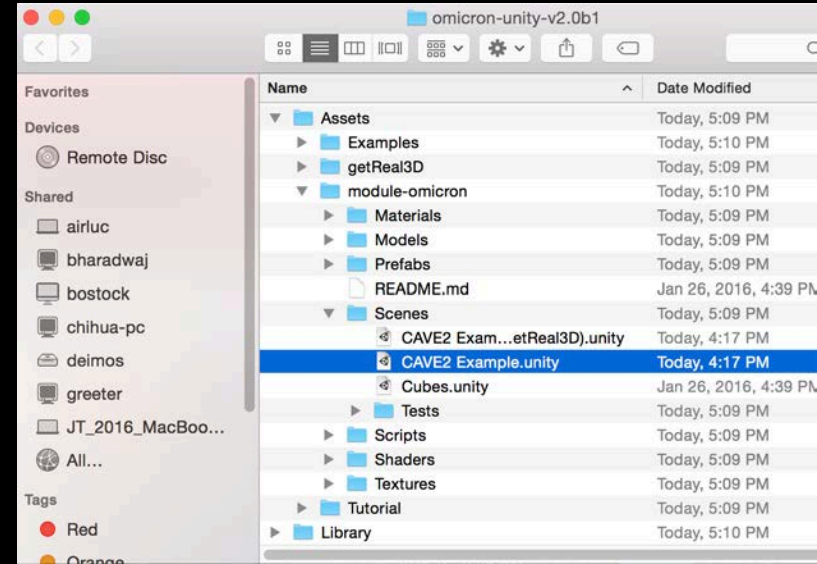 omicron-unity-v2.0b1
Favorites
Devices
Remote Disc
Shared
airluc
bharadwaj
bostock
chihua-pc
deimos
greeter
JT_2016_MacBoo...
All...
Tags
Red
Orange
Name Date Modified
Assets Today, 5:09 PM
Examples Today, 5:10 PM
getReal3D Today, 5:09 PM
module-omicron Today, 5:10 PM
Materials Today, 5:09 PM
Models Today, 5:09 PM
Prefabs Today, 5:09 PM
README.md Jan 26, 2016, 4:39 PM
Scenes Today, 5:09 PM
CAVE2 Exam...etReal3D).unity Today, 4:17 PM
CAVE2 Example.unity Today, 4:17 PM
Cubes.unity Jan 26, 2016, 4:39 PM
Tests Today, 5:09 PM
Scripts Today, 5:09 PM
Shaders Today, 5:09 PM
Textures Today, 5:09 PM
Tutorial Today, 5:09 PM
Library Today, 5:10 PM